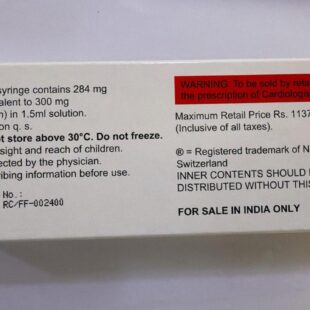 syringe contains 284 mg
alent to 300 mg
) in 1.5ml solution.
on q. s.
t store above 30°C. Do not freeze.
sight and reach of children.
ected by the physician.
ribing information before use.
No.:
RC/FF-002400
WARNING: To be sold by reta
the prescription of Cardiologi
Maximum Retail Price Rs. 1137
(Inclusive of all taxes).
® = Registered trademark of N
Switzerland
INNER CONTENTS SHOULD
DISTRIBUTED WITHOUT THIS
FOR SALE IN INDIA ONLY